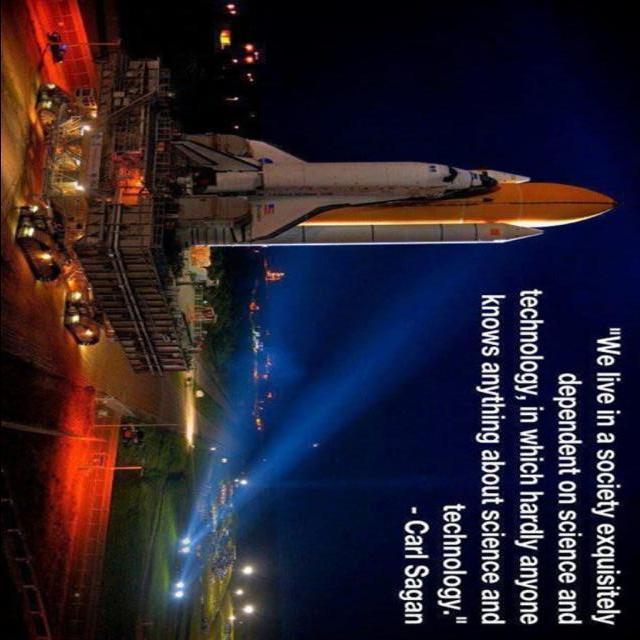 "We live in a society exquisitely
dependent on science and
technology, in which hardly anyone
knows anything about science and
technology."
- Carl Sagan